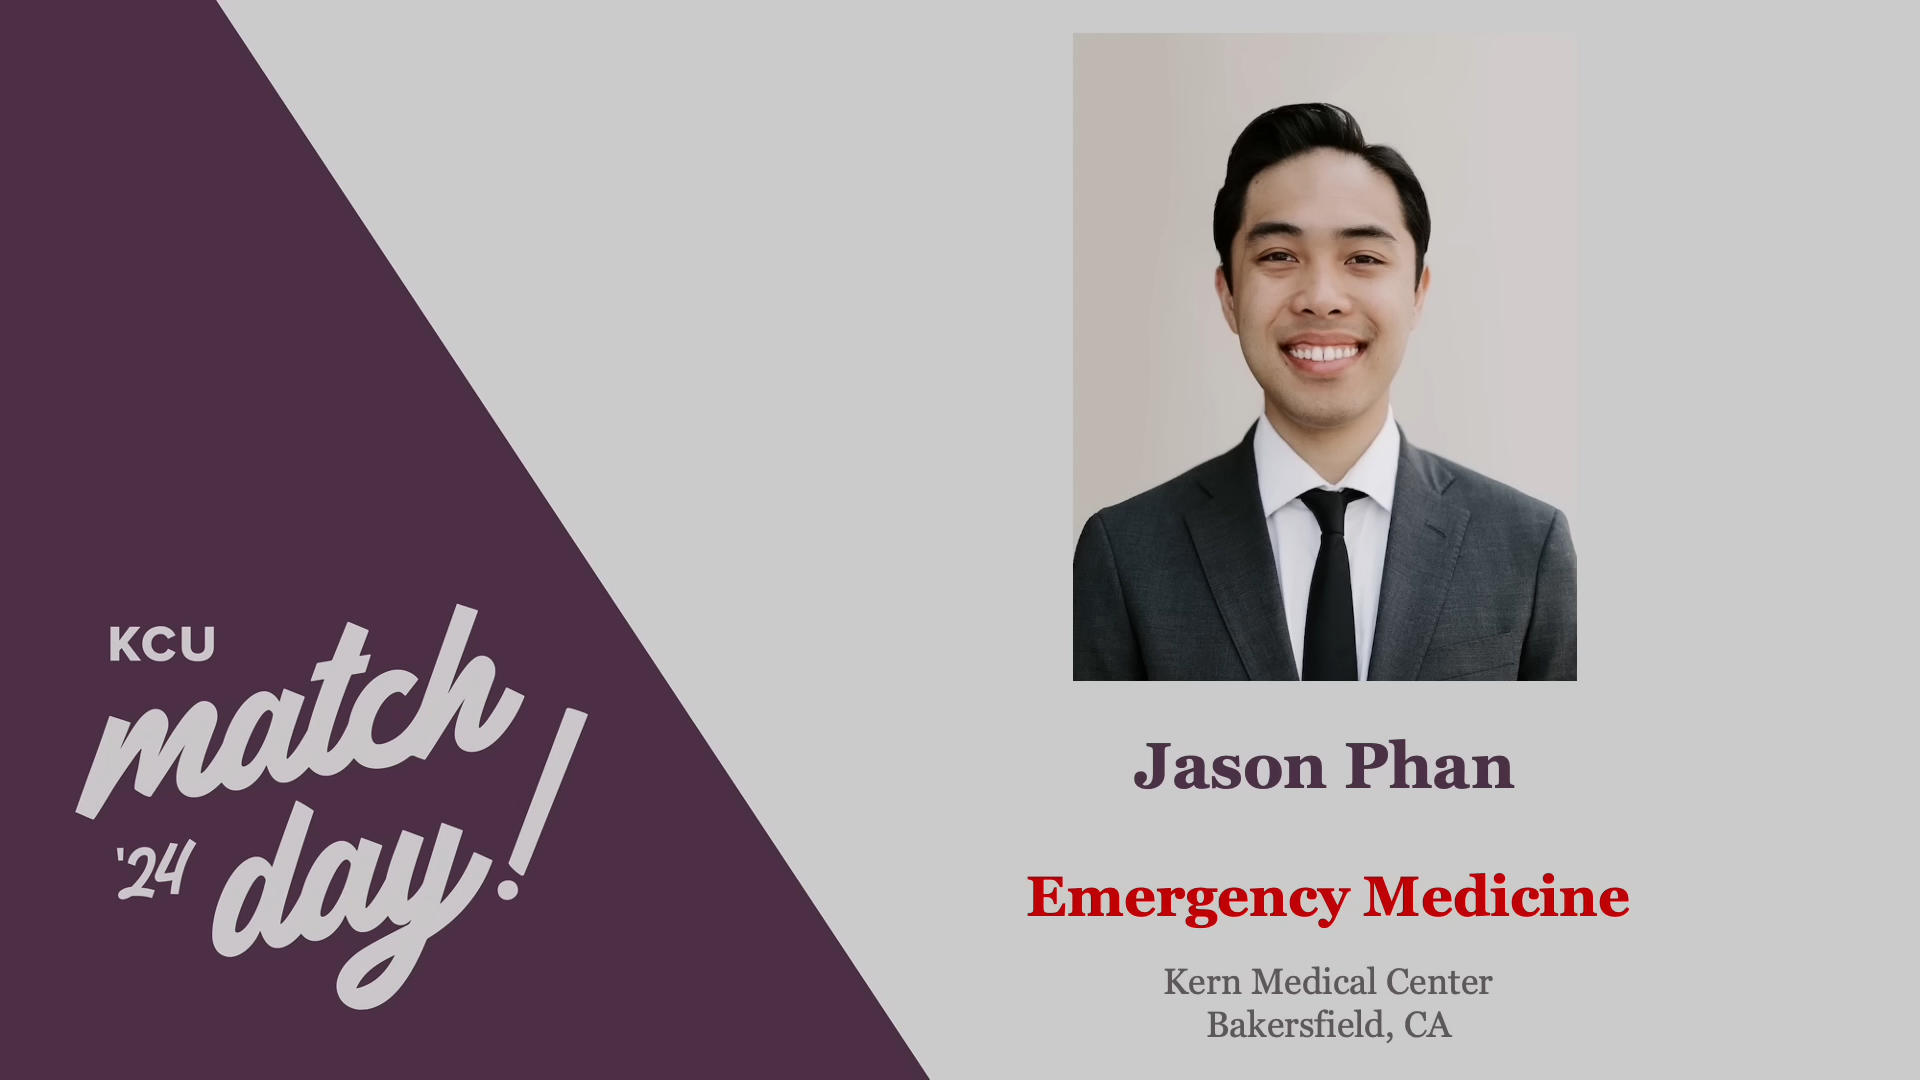 KCU
match
'24 day!
Jason Phan
Emergency Medicine
Kern Medical Center
Bakersfield, CA